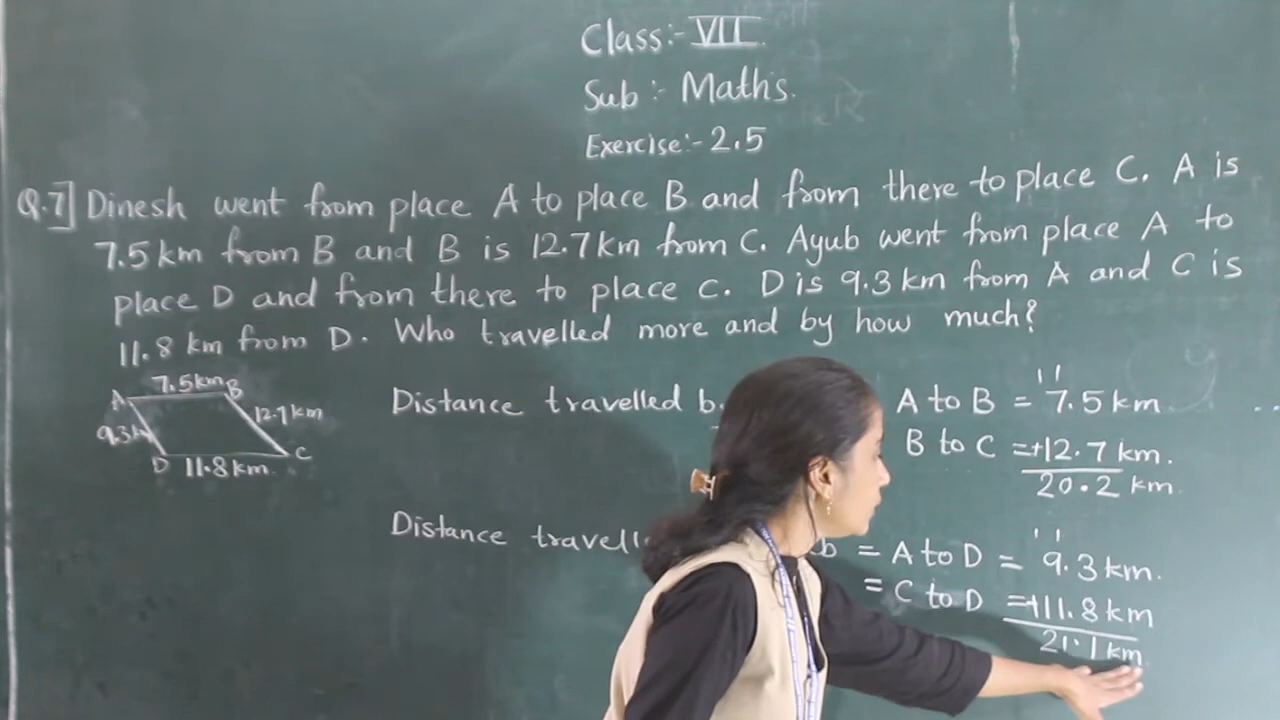 Class:- VII
Sub :- Maths.
Exercise:- 2.5
Q.7] Dinesh went from place A to place B and from there to place C. A is
7.5 km from B and B is 12.7 km from C. Ayub went from place A to
place D and from there to place C. D is 9.3 km from A and C is
11.8 km from D. Who travelled more and by how much?
A 7.5 km B
12.7 km
D 11.8 km C
Distance travelled A to B = 7.5 km
B to C = +12.7 km.
20.2 km.
Distance = A to D = 9.3 km.
= C to D = +11.8 km
21.1 km.